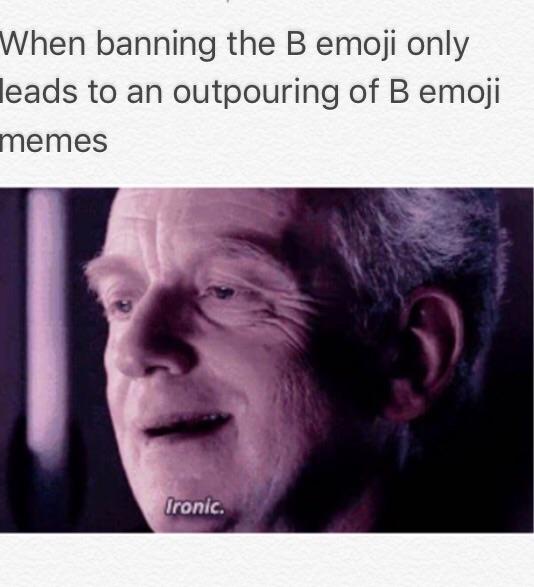 When banning the B emoji only
leads to an outpouring of B emoji
memes
Ironic.